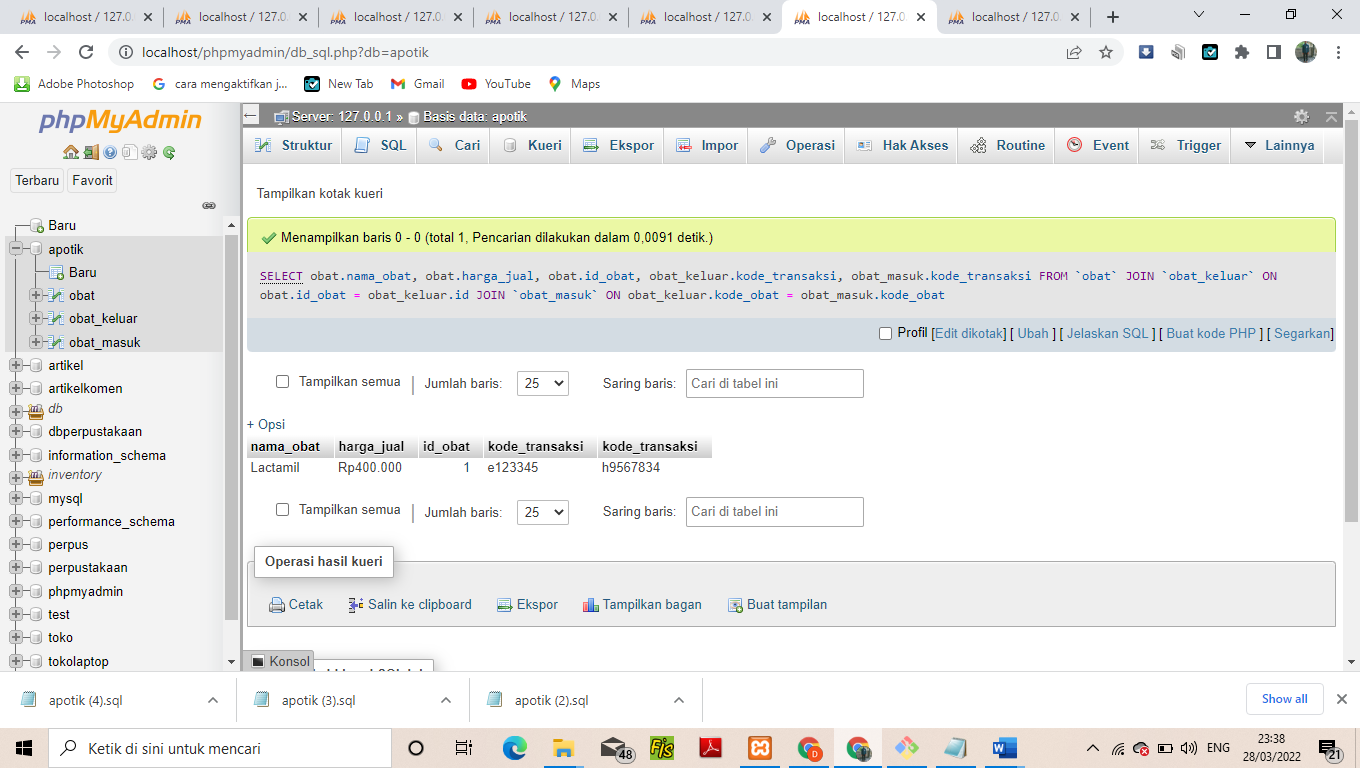 localhost / 127.0.
localhost / 127.0.
localhost / 127.0.
localhost / 127.0.
localhost / 127.0.
localhost / 127.0
localhost / 127.0.
localhost/phpmyadmin/db_sql.php?db=apotik
Adobe Photoshop
cara mengaktifkan j...
New Tab
Gmail
YouTube
Maps
phpMyAdmin
Terbaru
Favorit
Baru
apotik
Baru
obat
obat_keluar
obat_masuk
artikel
artikelkomen
db
dbperpustakaan
information_schema
inventory
mysql
performance_schema
perpus
perpustakaan
phpmyadmin
test
toko
tokolaptop
Server: 127.0.0.1 » Basis data: apotik
Struktur
SQL
Cari
Kueri
Ekspor
Impor
Operasi
Hak Akses
Routine
Event
Trigger
Lainnya
Tampilkan kotak kueri
Menampilkan baris 0 - 0 (total 1, Pencarian dilakukan dalam 0,0091 detik.)
SELECT obat.nama_obat, obat.harga_jual, obat.id_obat, obat_keluar.kode_transaksi, obat_masuk.kode_transaksi FROM `obat` JOIN `obat_keluar` ON
obat.id_obat = obat_keluar.id JOIN `obat_masuk` ON obat_keluar.kode_obat = obat_masuk.kode_obat
Profil [Edit dikotak] [ Ubah ] [ Jelaskan SQL ] [ Buat kode PHP ] [ Segarkan]
Tampilkan semua | Jumlah baris: 25 Saring baris: Cari di tabel ini
+ Opsi
nama_obat harga_jual id_obat kode_transaksi kode_transaksi
Lactamil Rp400.000 1 e123345 h9567834
Tampilkan semua | Jumlah baris: 25 Saring baris: Cari di tabel ini
Operasi hasil kueri
Cetak
Salin ke clipboard
Ekspor
Tampilkan bagan
Buat tampilan
Konsol
apotik (4).sql
apotik (3).sql
apotik (2).sql
Show all
Ketik di sini untuk mencari
48
Fis
D
ENG
23:38
28/03/2022
21